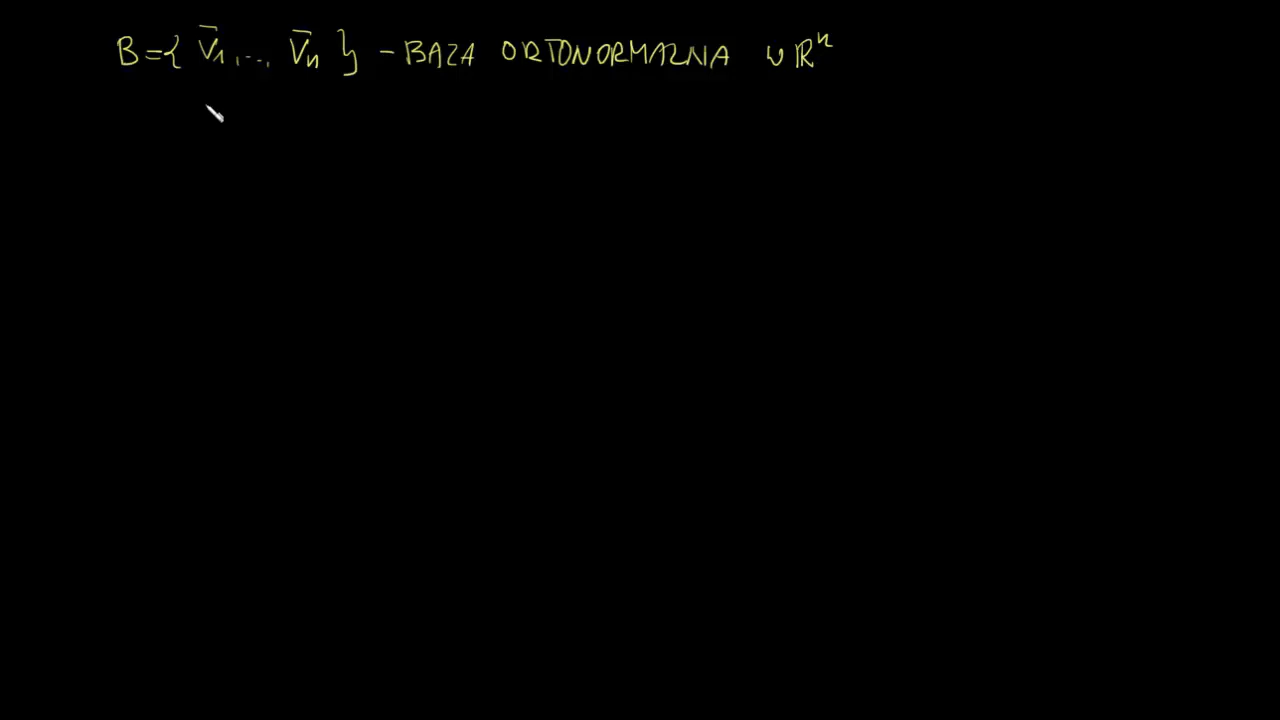 B = { v̄₁, ..., v̄ₙ } - BAZA ORTONORMALNA w ℝⁿ